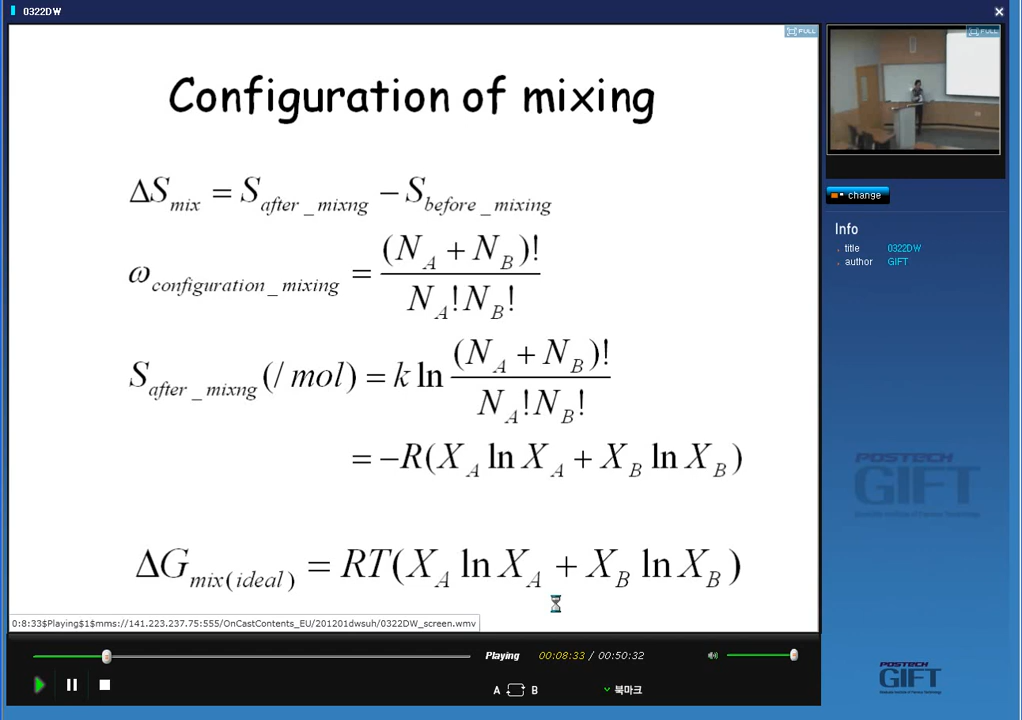 0322DW
FULL
FULL
Configuration of mixing
ΔS_mix = S_after_mixng − S_before_mixing
ω_configuration_mixing = (N_A + N_B)! / N_A! N_B!
S_after_mixng (/ mol) = k ln (N_A + N_B)! / N_A! N_B!
= −R(X_A ln X_A + X_B ln X_B)
ΔG_mix(ideal) = RT(X_A ln X_A + X_B ln X_B)
0:8:33$Playing$1$mms://141.223.237.75:555/OnCastContents_EU/201201dwsuh/0322DW_screen.wmv
Playing 00:08:33 / 00:50:32
A B 북마크
change
Info
title 0322DW
author GIFT
POSTECH
GIFT
POSTECH
GIFT